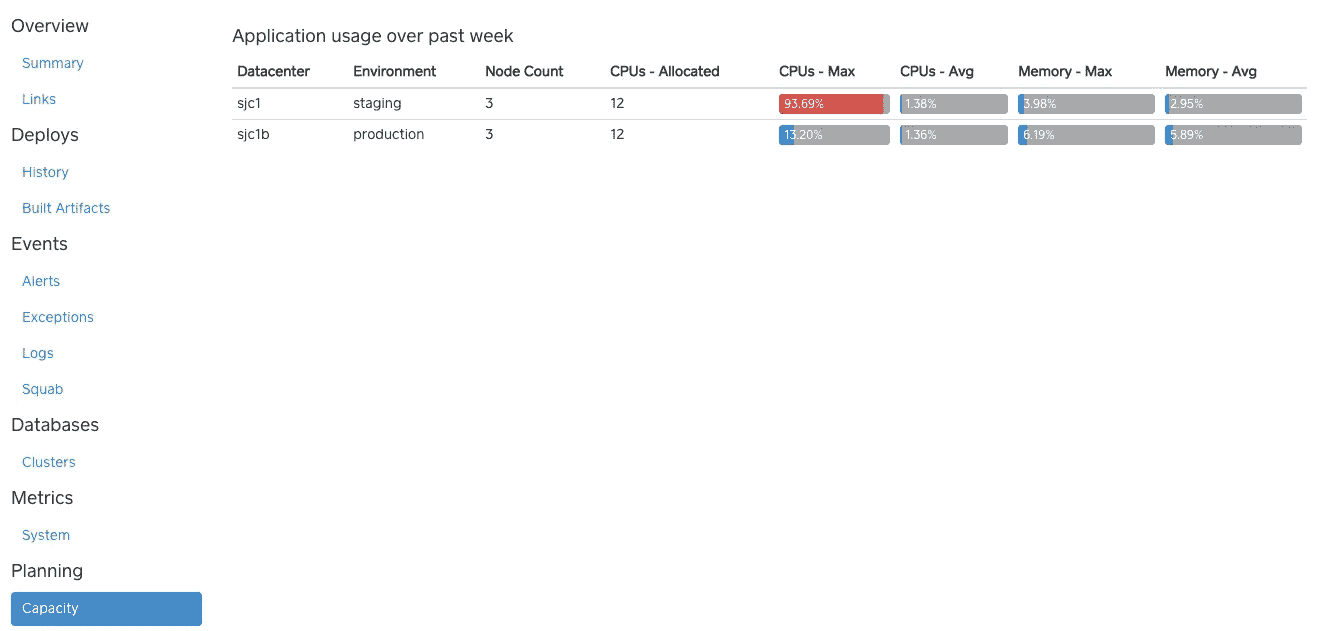 Overview
Summary
Links
Deploys
History
Built Artifacts
Events
Alerts
Exceptions
Logs
Squab
Databases
Clusters
Metrics
System
Planning
Capacity
Application usage over past week
Datacenter Environment Node Count CPUs - Allocated CPUs - Max CPUs - Avg Memory - Max Memory - Avg
sjc1 staging 3 12 93.69% 1.38% 3.98% 2.95%
sjc1b production 3 12 13.20% 1.36% 6.19% 5.89%